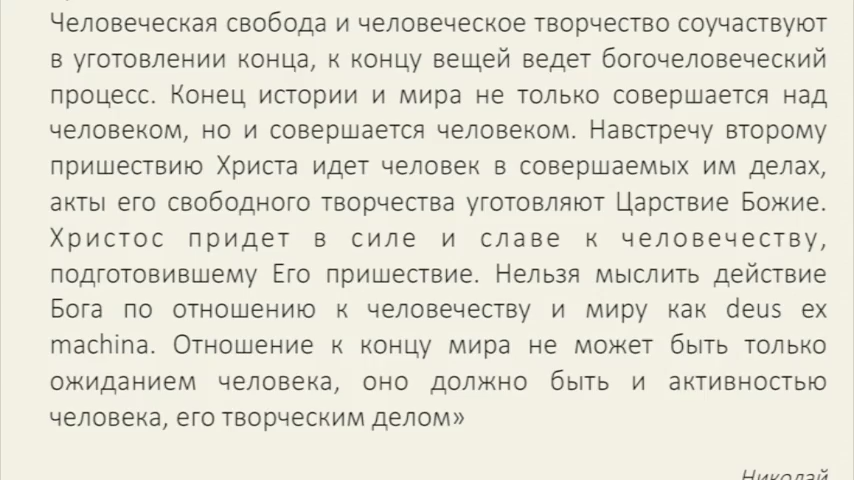 Человеческая свобода и человеческое творчество соучаствуют
в уготовлении конца, к концу вещей ведет богочеловеческий
процесс. Конец истории и мира не только совершается над
человеком, но и совершается человеком. Навстречу второму
пришествию Христа идет человек в совершаемых им делах,
акты его свободного творчества уготовляют Царствие Божие.
Христос придет в силе и славе к человечеству,
подготовившему Его пришествие. Нельзя мыслить действие
Бога по отношению к человечеству и миру как deus ex
machina. Отношение к концу мира не может быть только
ожиданием человека, оно должно быть и активностью
человека, его творческим делом»
Николай